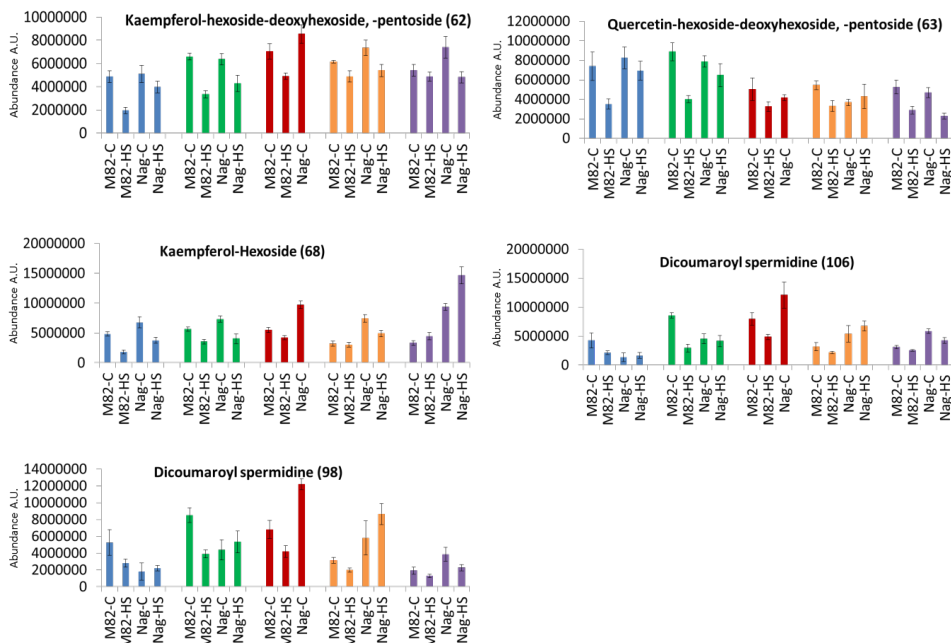 Kaempferol-hexoside-deoxyhexoside, -pentoside (62)
Abundance A.U.
8000000
6000000
4000000
2000000
0
M82-C M82-HS Nag-C Nag-HS M82-C M82-HS Nag-C Nag-HS M82-C M82-HS Nag-C M82-C M82-HS Nag-C Nag-HS M82-C M82-HS Nag-C Nag-HS
Quercetin-hexoside-deoxyhexoside, -pentoside (63)
Abundance A.U.
12000000
10000000
8000000
6000000
4000000
2000000
0
M82-C M82-HS Nag-C Nag-HS M82-C M82-HS Nag-C Nag-HS M82-C M82-HS Nag-C M82-C M82-HS Nag-C Nag-HS M82-C M82-HS Nag-C Nag-HS
Kaempferol-Hexoside (68)
Abundance A.U.
20000000
15000000
10000000
5000000
0
M82-C M82-HS Nag-C Nag-HS M82-C M82-HS Nag-C Nag-HS M82-C M82-HS Nag-C M82-C M82-HS Nag-C Nag-HS M82-C M82-HS Nag-C Nag-HS
Dicoumaroyl spermidine (106)
Abundance A.U.
20000000
15000000
10000000
5000000
0
M82-C M82-HS Nag-C Nag-HS M82-C M82-HS Nag-C Nag-HS M82-C M82-HS Nag-C M82-C M82-HS Nag-C Nag-HS M82-C M82-HS Nag-C Nag-HS
Dicoumaroyl spermidine (98)
Abundance A.U.
14000000
12000000
10000000
8000000
6000000
4000000
2000000
0
M82-C M82-HS Nag-C Nag-HS M82-C M82-HS Nag-C Nag-HS M82-C M82-HS Nag-C M82-C M82-HS Nag-C Nag-HS M82-C M82-HS Nag-C Nag-HS